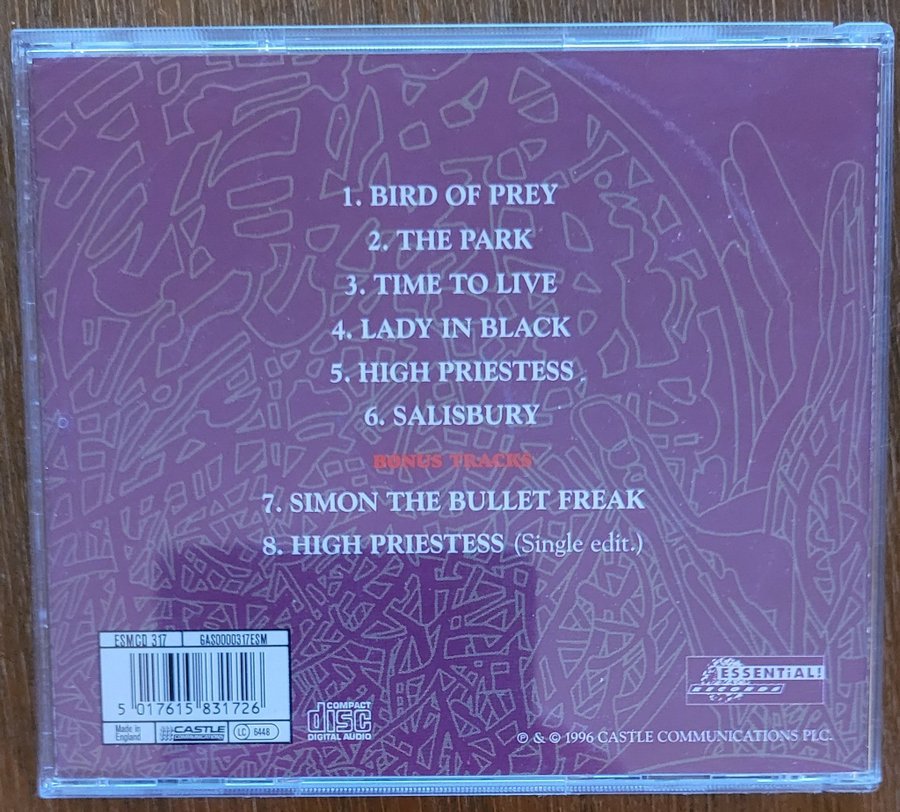 1. BIRD OF PREY
2. THE PARK
3. TIME TO LIVE
4. LADY IN BLACK
5. HIGH PRIESTESS
6. SALISBURY
BONUS TRACKS
7. SIMON THE BULLET FREAK
8. HIGH PRIESTESS (Single edit.)
ESMCD 317 GAS0000317ESM
5 017615 831726
Made in England CASTLE COMMUNICATIONS LC 6448
COMPACT disc DIGITAL AUDIO
ESSENTiAL! RECORDS
℗ & © 1996 CASTLE COMMUNICATIONS PLC.